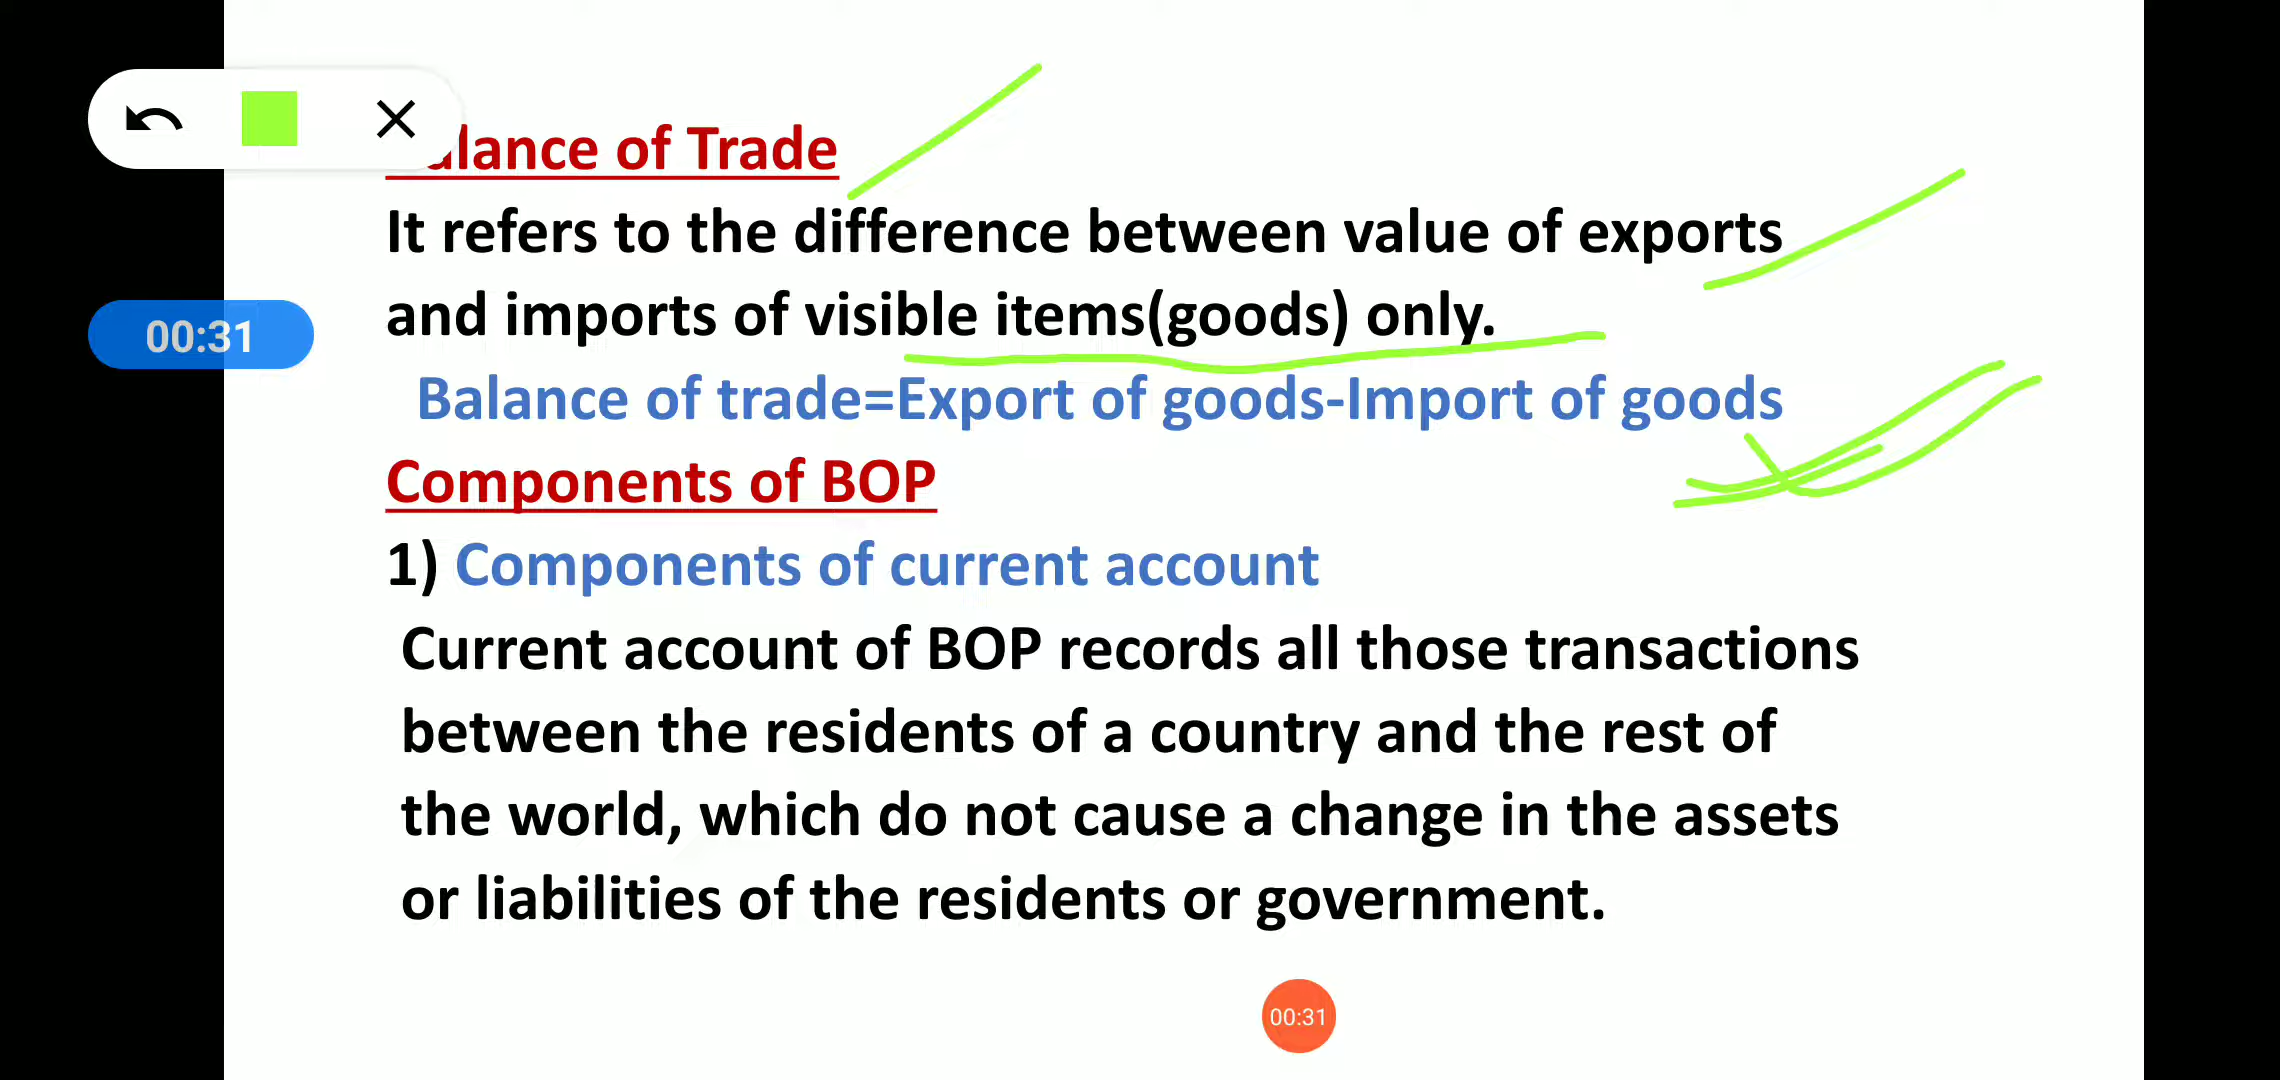 alance of Trade
It refers to the difference between value of exports
and imports of visible items(goods) only.
00:31
Balance of trade=Export of goods-Import of goods
Components of BOP
1) Components of current account
Current account of BOP records all those transactions
between the residents of a country and the rest of
the world, which do not cause a change in the assets
or liabilities of the residents or government.
00:31